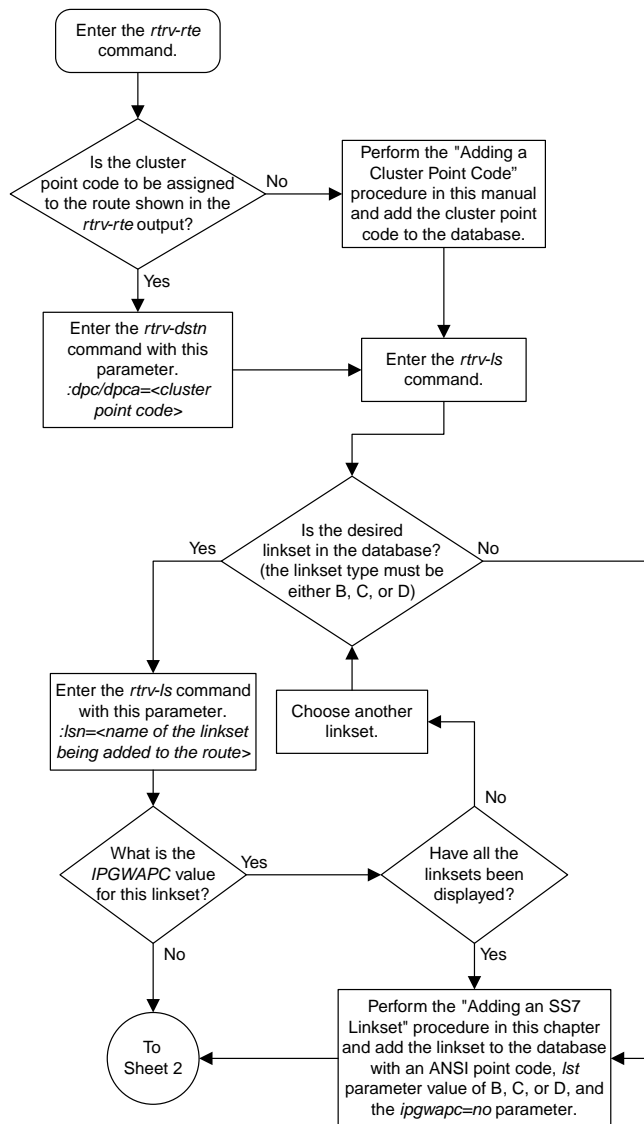 Enter the rtrv-rte
command.
Is the cluster
point code to be assigned
to the route shown in the
rtrv-rte output?
No
Perform the "Adding a
Cluster Point Code"
procedure in this manual
and add the cluster point
code to the database.
Yes
Enter the rtrv-dstn
command with this
parameter.
:dpc/dpca=<cluster
point code>
Enter the rtrv-ls
command.
Is the desired
linkset in the database?
(the linkset type must be
either B, C, or D)
Yes
No
Enter the rtrv-ls command
with this parameter.
:lsn=<name of the linkset
being added to the route>
Choose another
linkset.
What is the
IPGWAPC value
for this linkset?
Yes
No
Have all the
linksets been
displayed?
No
Yes
To
Sheet 2
Perform the "Adding an SS7
Linkset" procedure in this chapter
and add the linkset to the database
with an ANSI point code, lst
parameter value of B, C, or D, and
the ipgwapc=no parameter.